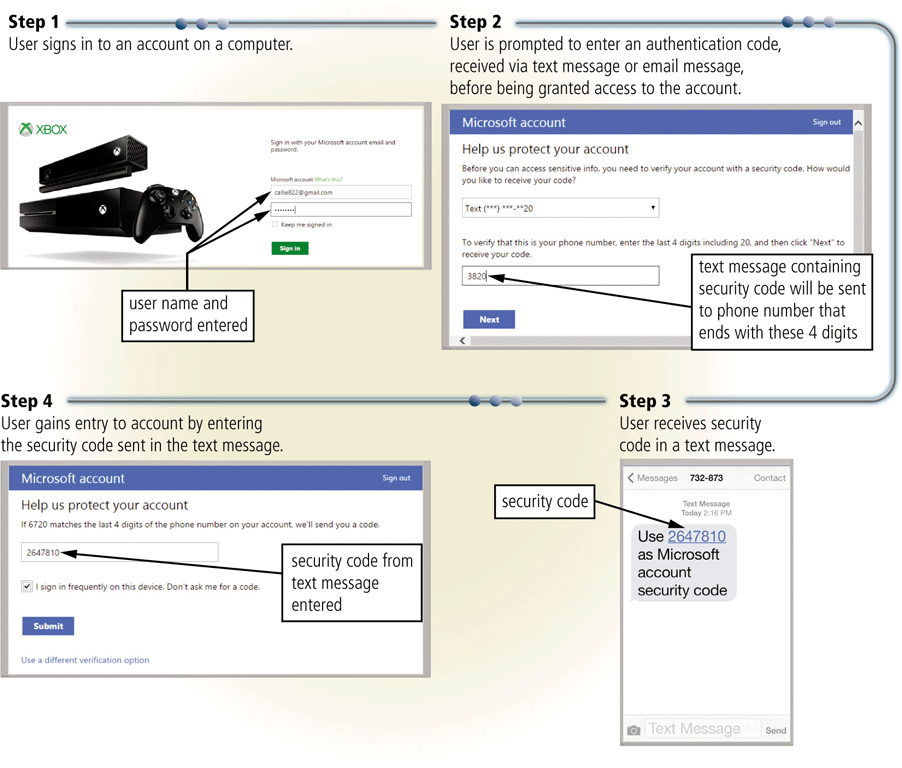 Step 1
User signs in to an account on a computer.
XBOX
Sign in with your Microsoft account email and
password.
Microsoft account What's this?
callie822@gmail.com
••••••••
Keep me signed in
Sign in
user name and
password entered
Step 2
User is prompted to enter an authentication code,
received via text message or email message,
before being granted access to the account.
Microsoft account
Sign out
Help us protect your account
Before you can access sensitive info, you need to verify your account with a security code. How would
you like to receive your code?
Text (***) ***-**20
To verify that this is your phone number, enter the last 4 digits including 20, and then click "Next" to
receive your code.
3820
Next
text message containing
security code will be sent
to phone number that
ends with these 4 digits
Step 3
User receives security
code in a text message.
Messages 732-873 Contact
Text Message
Today 2:16 PM
Use 2647810
as Microsoft
account
security code
Text Message
Send
security code
Step 4
User gains entry to account by entering
the security code sent in the text message.
Microsoft account
Sign out
Help us protect your account
If 6720 matches the last 4 digits of the phone number on your account, we'll send you a code.
2647810
I sign in frequently on this device. Don't ask me for a code.
Submit
Use a different verification option
security code from
text message
entered